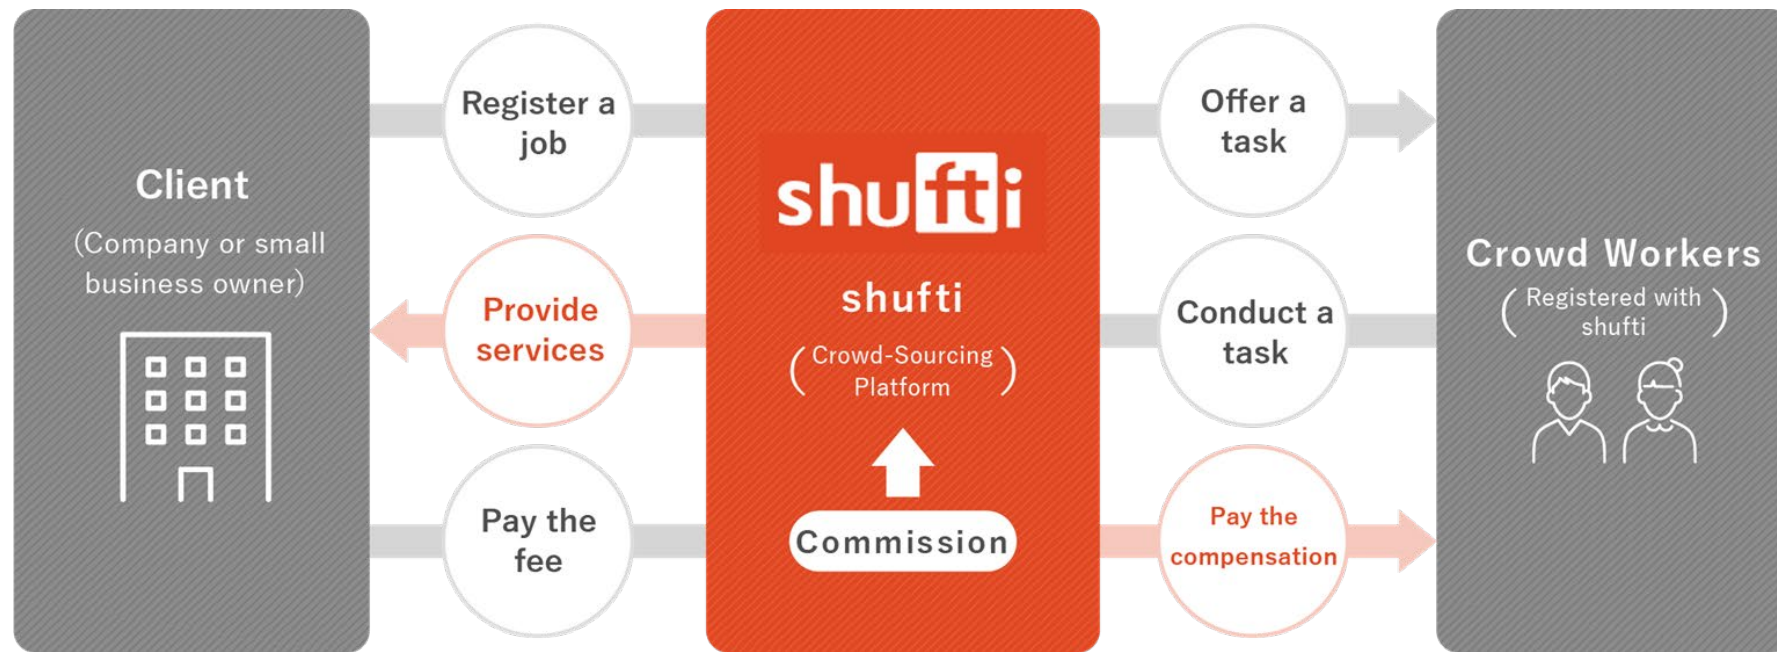 Client
(Company or small
business owner)
Register a
job
Provide
services
Pay the
fee
shufti
shufti
(Crowd-Sourcing
Platform)
Commission
Offer a
task
Conduct a
task
Pay the
compensation
Crowd Workers
(Registered with
shufti)